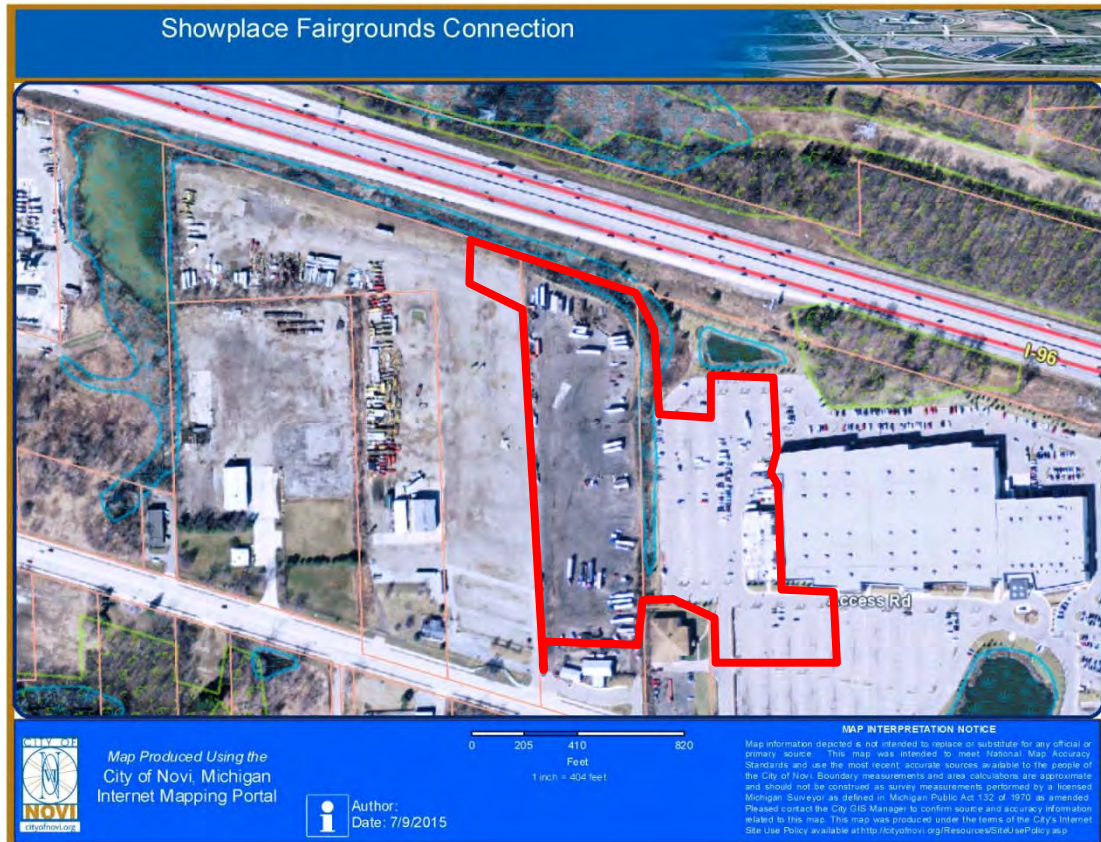 Showplace Fairgrounds Connection
I-96
Access Rd
CITY OF
NOVI
cityofnovi.org
Map Produced Using the
City of Novi, Michigan
Internet Mapping Portal
Author:
Date: 7/9/2015
0 205 410 820
Feet
1 inch = 404 feet
MAP INTERPRETATION NOTICE
Map information depicted is not intended to replace or substitute for any official or
primary source. This map was intended to meet National Map Accuracy
Standards and use the most recent, accurate sources available to the people of
the City of Novi. Boundary measurements and area calculations are approximate
and should not be construed as survey measurements performed by a licensed
Michigan Surveyor as defined in Michigan Public Act 132 of 1970 as amended.
Pleased contact the City GIS Manager to confirm source and accuracy information
related to this map. This map was produced under the terms of the City's Internet
Site Use Policy available at http://cityofnovi.org/Resources/SiteUsePolicy.asp